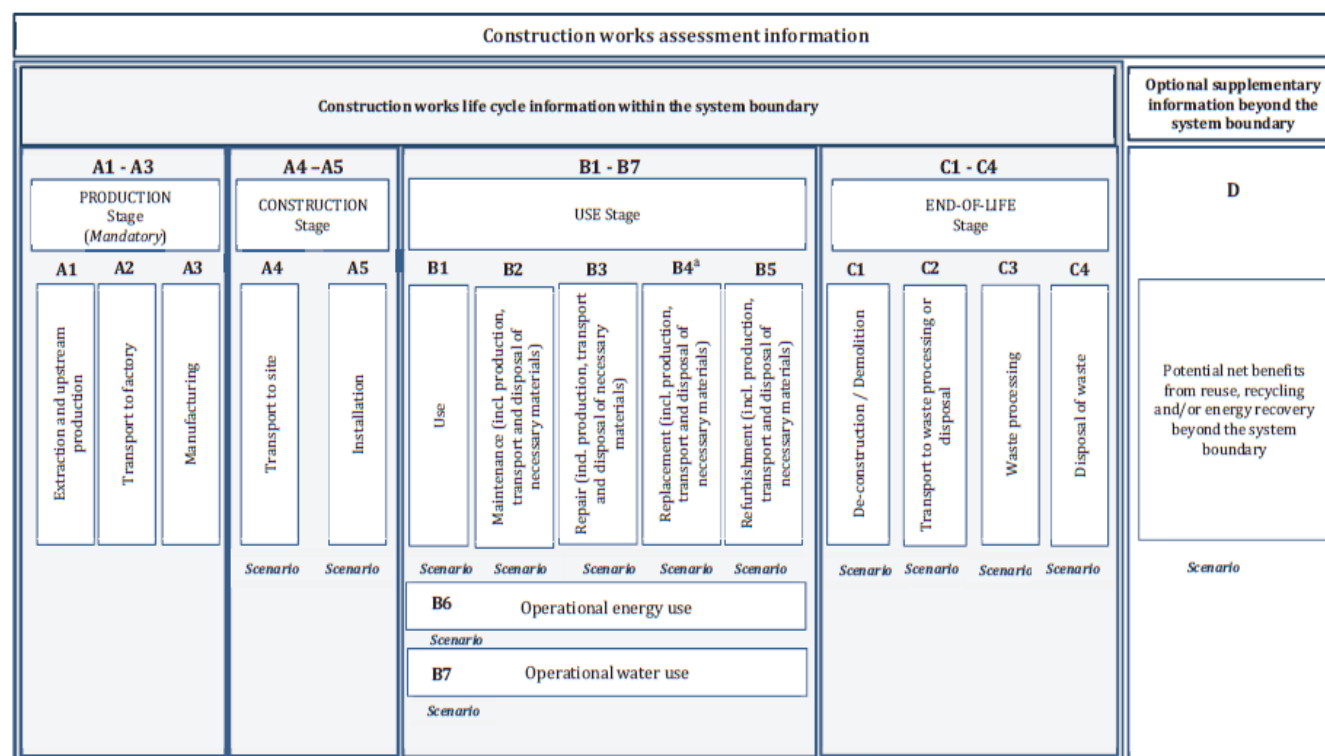 Construction works assessment information
Construction works life cycle information within the system boundary
Optional supplementary
information beyond the
system boundary
A1 - A3
PRODUCTION
Stage
(Mandatory)
A4 –A5
CONSTRUCTION
Stage
B1 - B7
USE Stage
C1 - C4
END-OF-LIFE
Stage
D
A1
A2
A3
A4
A5
B1
B2
B3
B4ª
B5
C1
C2
C3
C4
Extraction and upstream
production
Transport to factory
Manufacturing
Transport to site
Installation
Use
Maintenance (incl. production,
transport and disposal of
necessary materials)
Repair (incl. production, transport
and disposal of necessary
materials)
Replacement (incl. production,
transport and disposal of
necessary materials)
Refurbishment (incl. production,
transport and disposal of
necessary materials)
De-construction / Demolition
Transport to waste processing or
disposal
Waste processing
Disposal of waste
Potential net benefits
from reuse, recycling
and/or energy recovery
beyond the system
boundary
Scenario
Scenario
Scenario
Scenario
Scenario
Scenario
Scenario
Scenario
Scenario
Scenario
Scenario
Scenario
B6 Operational energy use
Scenario
B7 Operational water use
Scenario